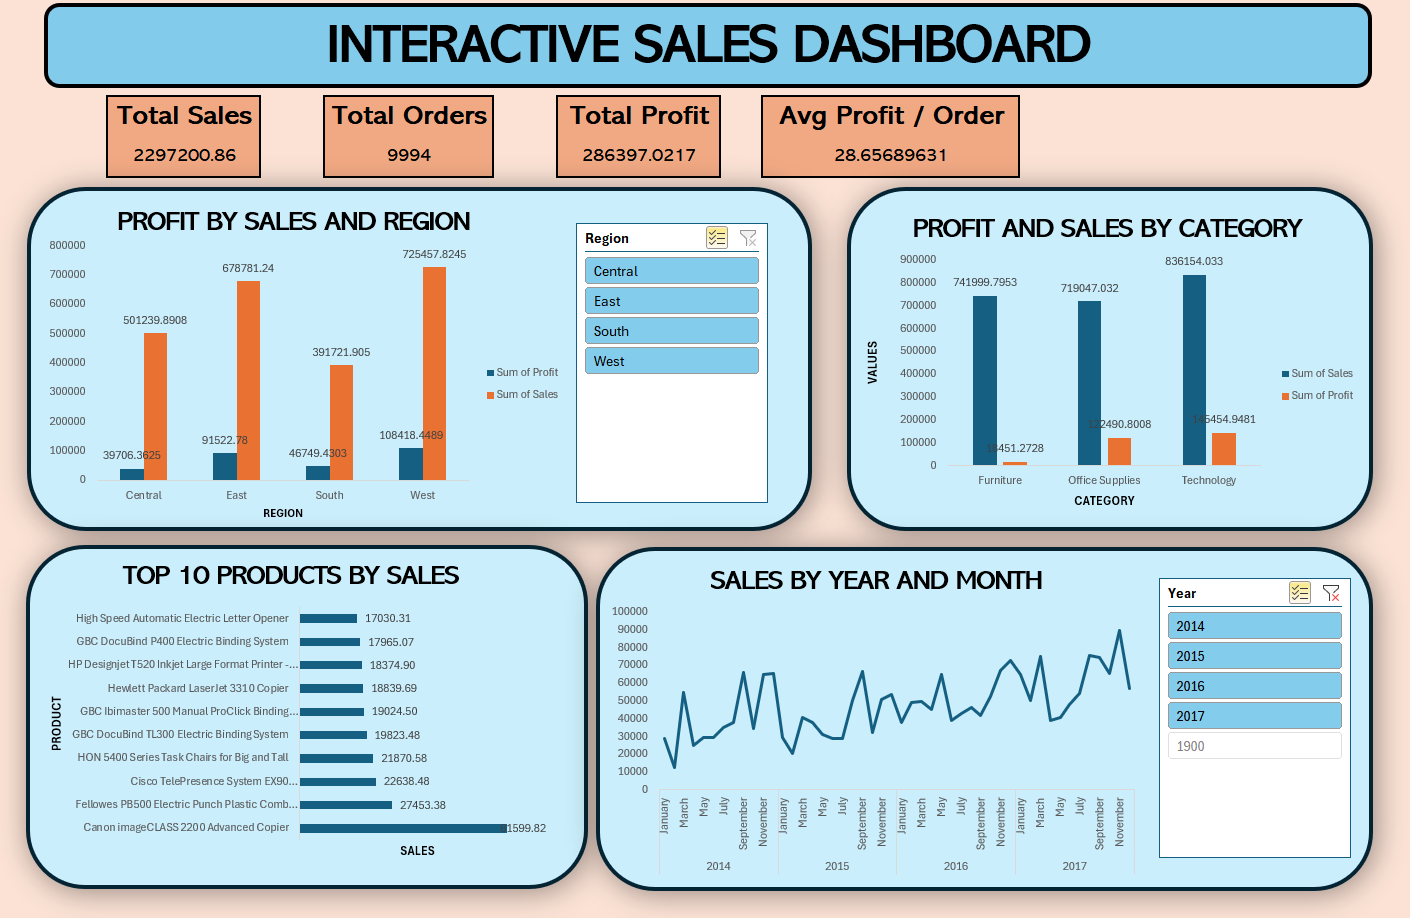 INTERACTIVE SALES DASHBOARD
Total Sales
2297200.86
Total Orders
9994
Total Profit
286397.0217
Avg Profit / Order
28.65689631
PROFIT BY SALES AND REGION
800000
700000
600000
500000
400000
300000
200000
100000
0
39706.3625
501239.8908
91522.78
678781.24
46749.4303
391721.905
108418.4489
725457.8245
Central
East
South
West
REGION
Sum of Profit
Sum of Sales
Region
Central
East
South
West
PROFIT AND SALES BY CATEGORY
VALUES
900000
800000
700000
600000
500000
400000
300000
200000
100000
0
741999.7953
18451.2728
719047.032
122490.8008
836154.033
145454.9481
Furniture
Office Supplies
Technology
CATEGORY
Sum of Sales
Sum of Profit
TOP 10 PRODUCTS BY SALES
PRODUCT
High Speed Automatic Electric Letter Opener 17030.31
GBC DocuBind P400 Electric Binding System 17965.07
HP Designjet T520 Inkjet Large Format Printer -... 18374.90
Hewlett Packard LaserJet 3310 Copier 18839.69
GBC Ibimaster 500 Manual ProClick Binding... 19024.50
GBC DocuBind TL300 Electric Binding System 19823.48
HON 5400 Series Task Chairs for Big and Tall 21870.58
Cisco TelePresence System EX90... 22638.48
Fellowes PB500 Electric Punch Plastic Comb... 27453.38
Canon imageCLASS 2200 Advanced Copier 61599.82
SALES
SALES BY YEAR AND MONTH
100000
90000
80000
70000
60000
50000
40000
30000
20000
10000
0
January
March
May
July
September
November
January
March
May
July
September
November
January
March
May
July
September
November
January
March
May
July
September
November
2014
2015
2016
2017
Year
2014
2015
2016
2017
1900